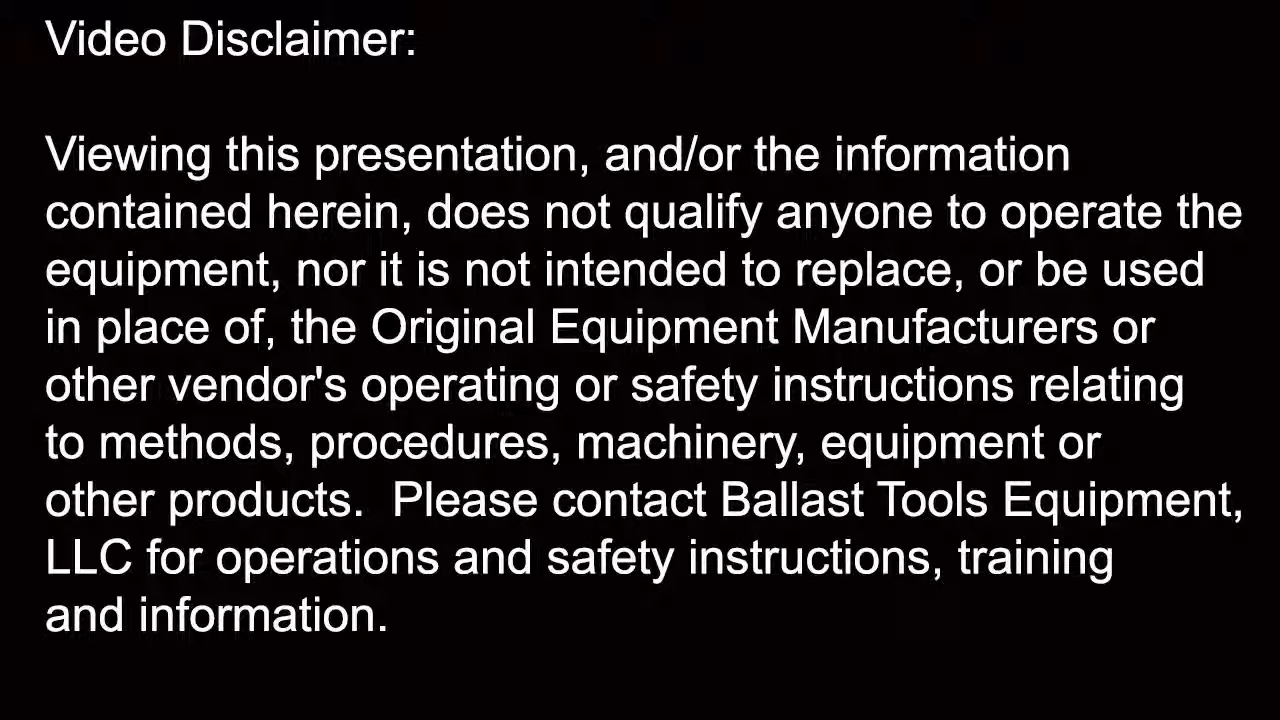 Video Disclaimer:
Viewing this presentation, and/or the information
contained herein, does not qualify anyone to operate the
equipment, nor it is not intended to replace, or be used
in place of, the Original Equipment Manufacturers or
other vendor's operating or safety instructions relating
to methods, procedures, machinery, equipment or
other products.  Please contact Ballast Tools Equipment,
LLC for operations and safety instructions, training
and information.